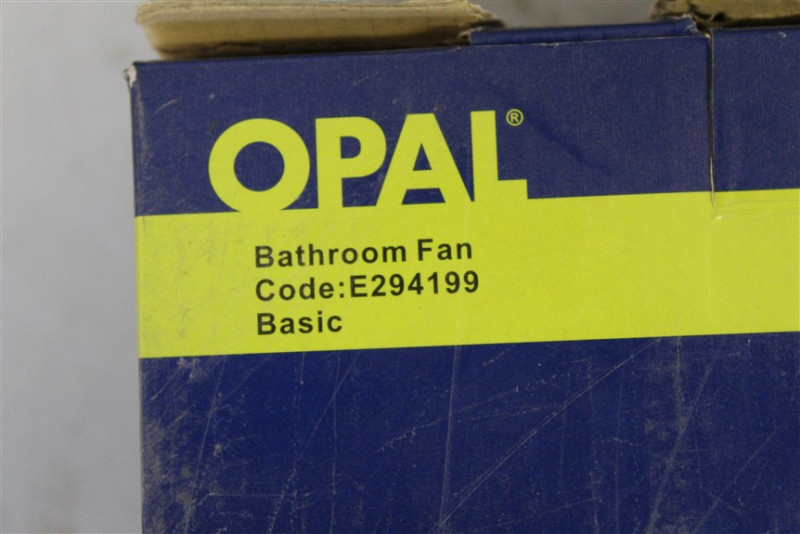 OPAL®
Bathroom Fan
Code:E294199
Basic